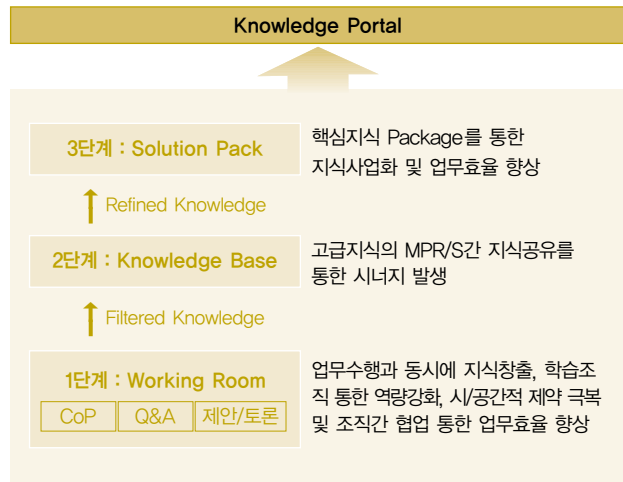 Knowledge Portal
3단계 : Solution Pack
핵심지식 Package를 통한
지식사업화 및 업무효율 향상
Refined Knowledge
2단계 : Knowledge Base
고급지식의 MPR/S간 지식공유를
통한 시너지 발생
Filtered Knowledge
1단계 : Working Room
CoP
Q&A
제안/토론
업무수행과 동시에 지식창출, 학습조
직 통한 역량강화, 시/공간적 제약 극복
및 조직간 협업 통한 업무효율 향상